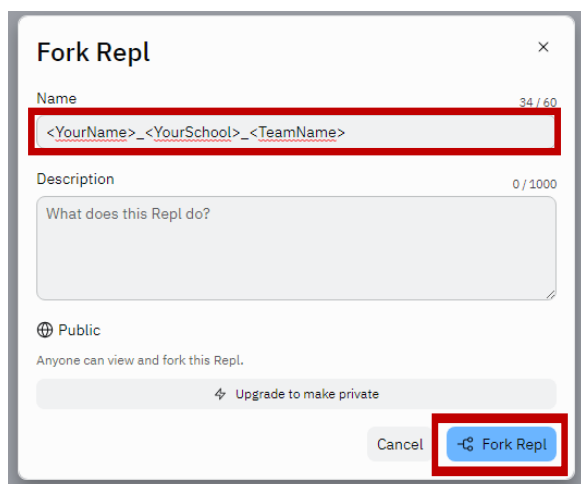 Fork Repl
Name 34 / 60
<YourName>_<YourSchool>_<TeamName>
Description 0 / 1000
What does this Repl do?
Public
Anyone can view and fork this Repl.
Upgrade to make private
Cancel Fork Repl